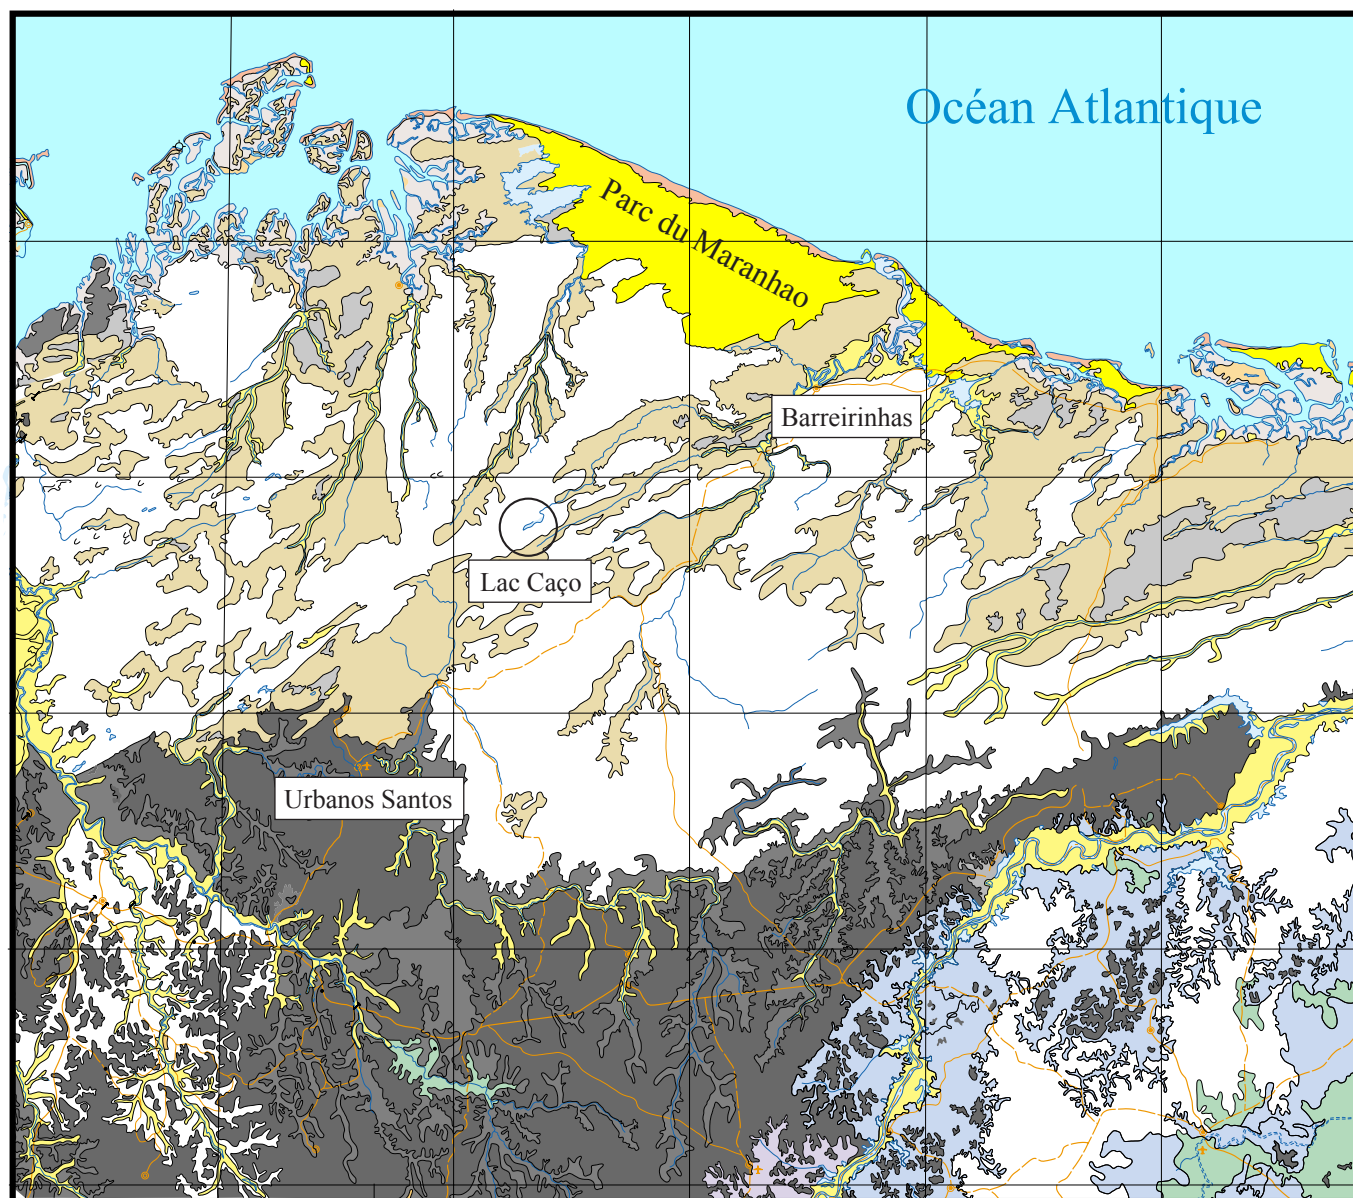 Océan Atlantique
Parc du Maranhao
Barreirinhas
Lac Caço
Urbanos Santos